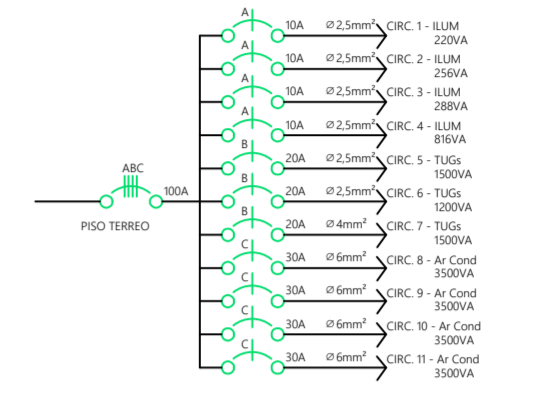 A 10A ∅2,5mm² CIRC. 1 - ILUM
220VA
A 10A ∅2,5mm² CIRC. 2 - ILUM
256VA
A 10A ∅2,5mm² CIRC. 3 - ILUM
288VA
A 10A ∅2,5mm² CIRC. 4 - ILUM
816VA
B 20A ∅2,5mm² CIRC. 5 - TUGs
1500VA
ABC 100A
PISO TERREO
B 20A ∅2,5mm² CIRC. 6 - TUGs
1200VA
B 20A ∅4mm² CIRC. 7 - TUGs
1500VA
C 30A ∅6mm² CIRC. 8 - Ar Cond
3500VA
C 30A ∅6mm² CIRC. 9 - Ar Cond
3500VA
C 30A ∅6mm² CIRC. 10 - Ar Cond
3500VA
C 30A ∅6mm² CIRC. 11 - Ar Cond
3500VA